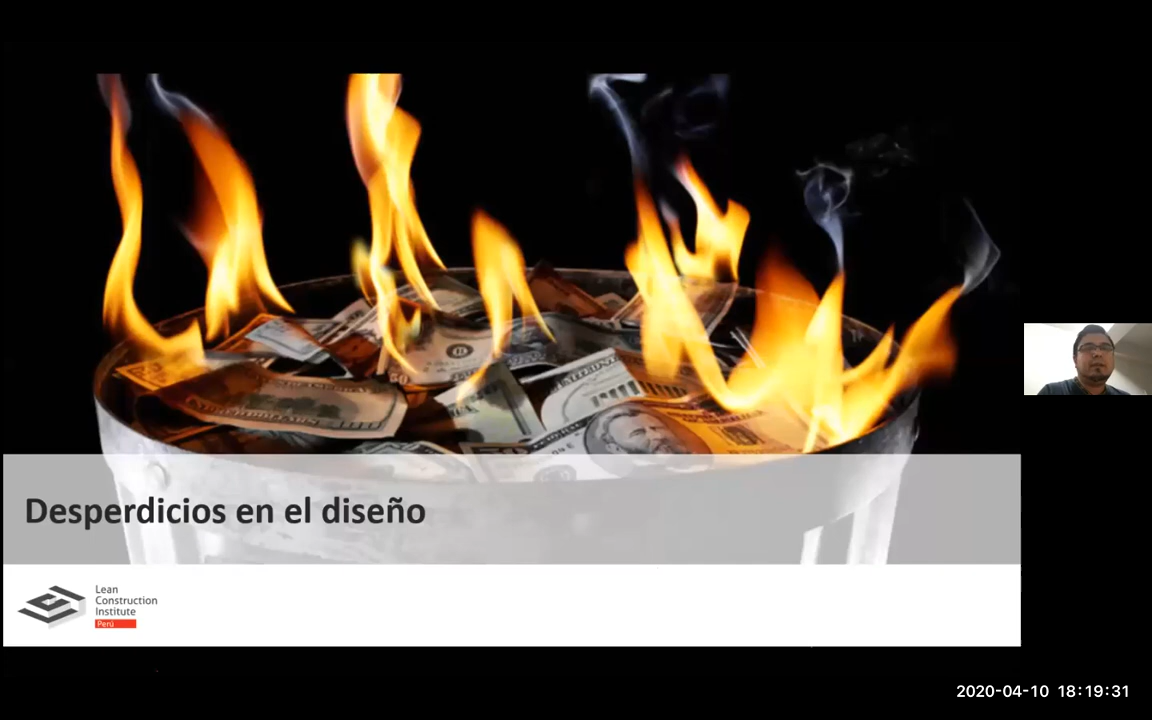 Desperdicios en el diseño
Lean
Construction
Institute
Perú
2020-04-10 18:19:31